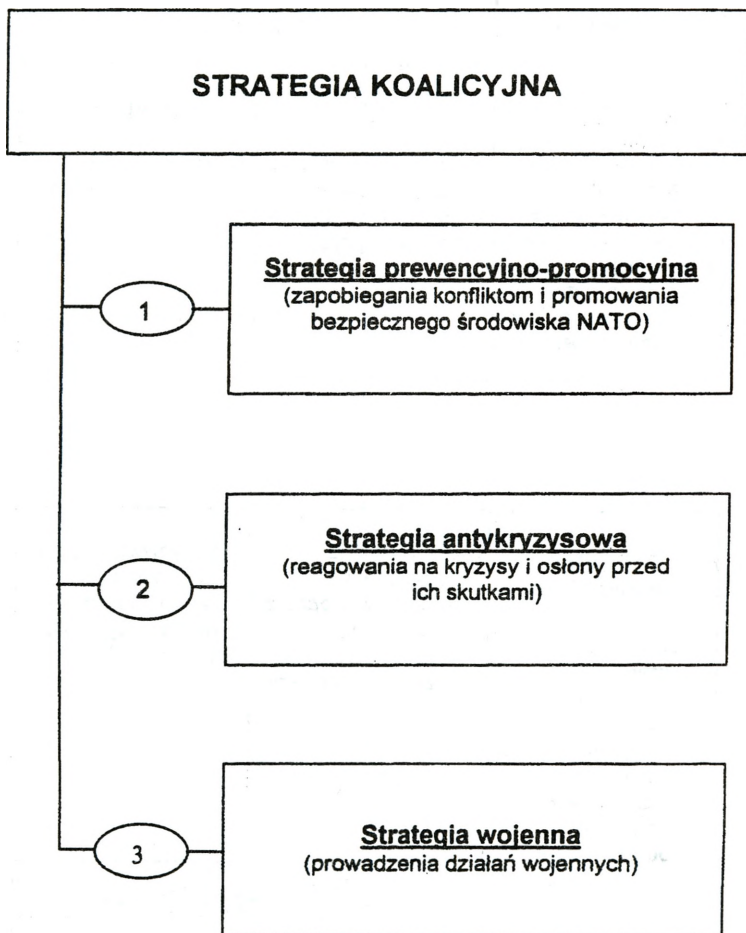 STRATEGIA KOALICYJNA
1
Strategia prewencyjno-promocyjna
(zapobiegania konfliktom i promowania
bezpiecznego środowiska NATO)
2
Strategia antykryzysowa
(reagowania na kryzysy i osłony przed
ich skutkami)
3
Strategia wojenna
(prowadzenia działań wojennych)